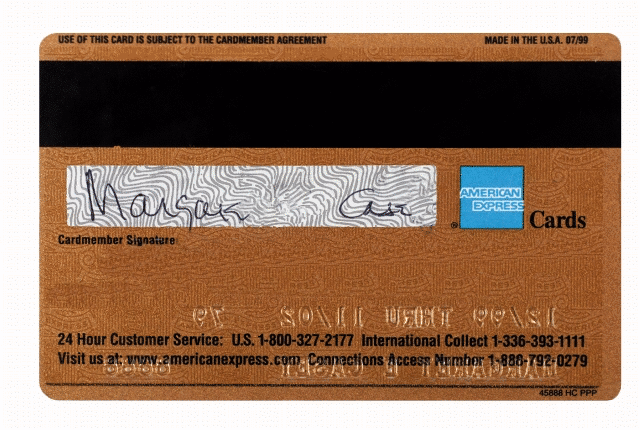 USE OF THIS CARD IS SUBJECT TO THE CARDMEMBER AGREEMENT
MADE IN THE U.S.A. 07/99
Case
AMERICAN
EXPRESS
® Cards
Cardmember Signature
24 Hour Customer Service: U.S. 1-800-327-2177 International Collect 1-336-393-1111
Visit us at: www.americanexpress.com Connections Access Number 1-888-792-0279
45888 HC PPP